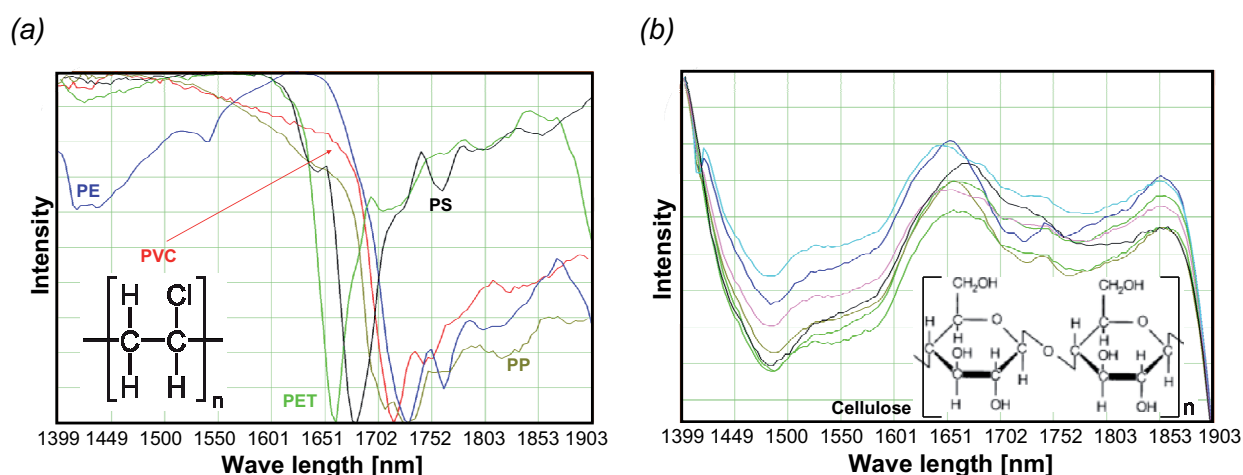 (a)
PE
PS
PVC
Intensity
H Cl
C C
H H
n
PP
PET
1399 1449 1500 1550 1601 1651 1702 1752 1803 1853 1903
Wave length [nm]
(b)
Intensity
CH₂OH CH₂OH
O O
H H H H
OH H O OH H
H OH H OH
OH OH
Cellulose n
1399 1449 1500 1550 1601 1651 1702 1752 1803 1853 1903
Wave length [nm]